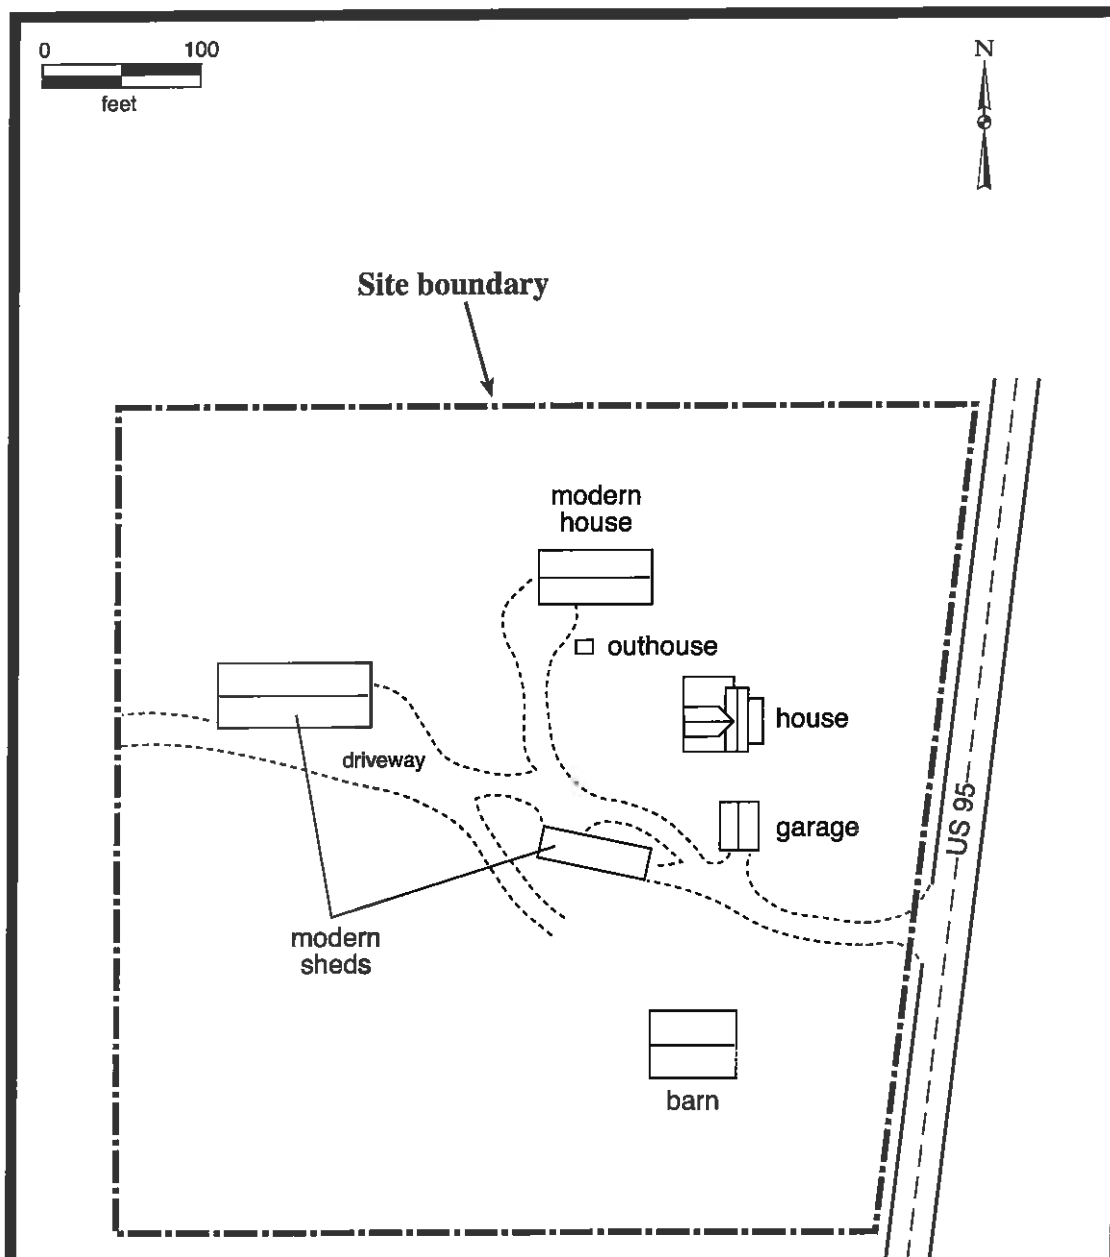 0 100
feet
N
Site boundary
modern
house
outhouse
house
driveway
garage
US 95
modern
sheds
barn